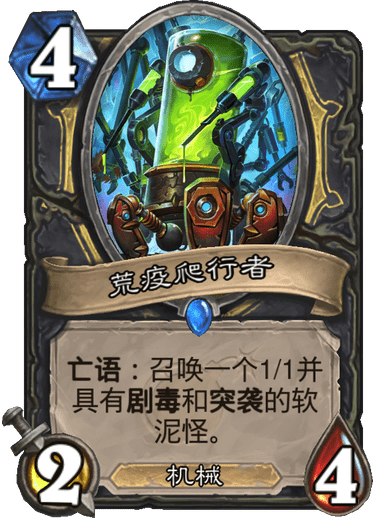 4
荒疫爬行者
亡语：召唤一个1/1并
具有剧毒和突袭的软
泥怪。
2
机械
4